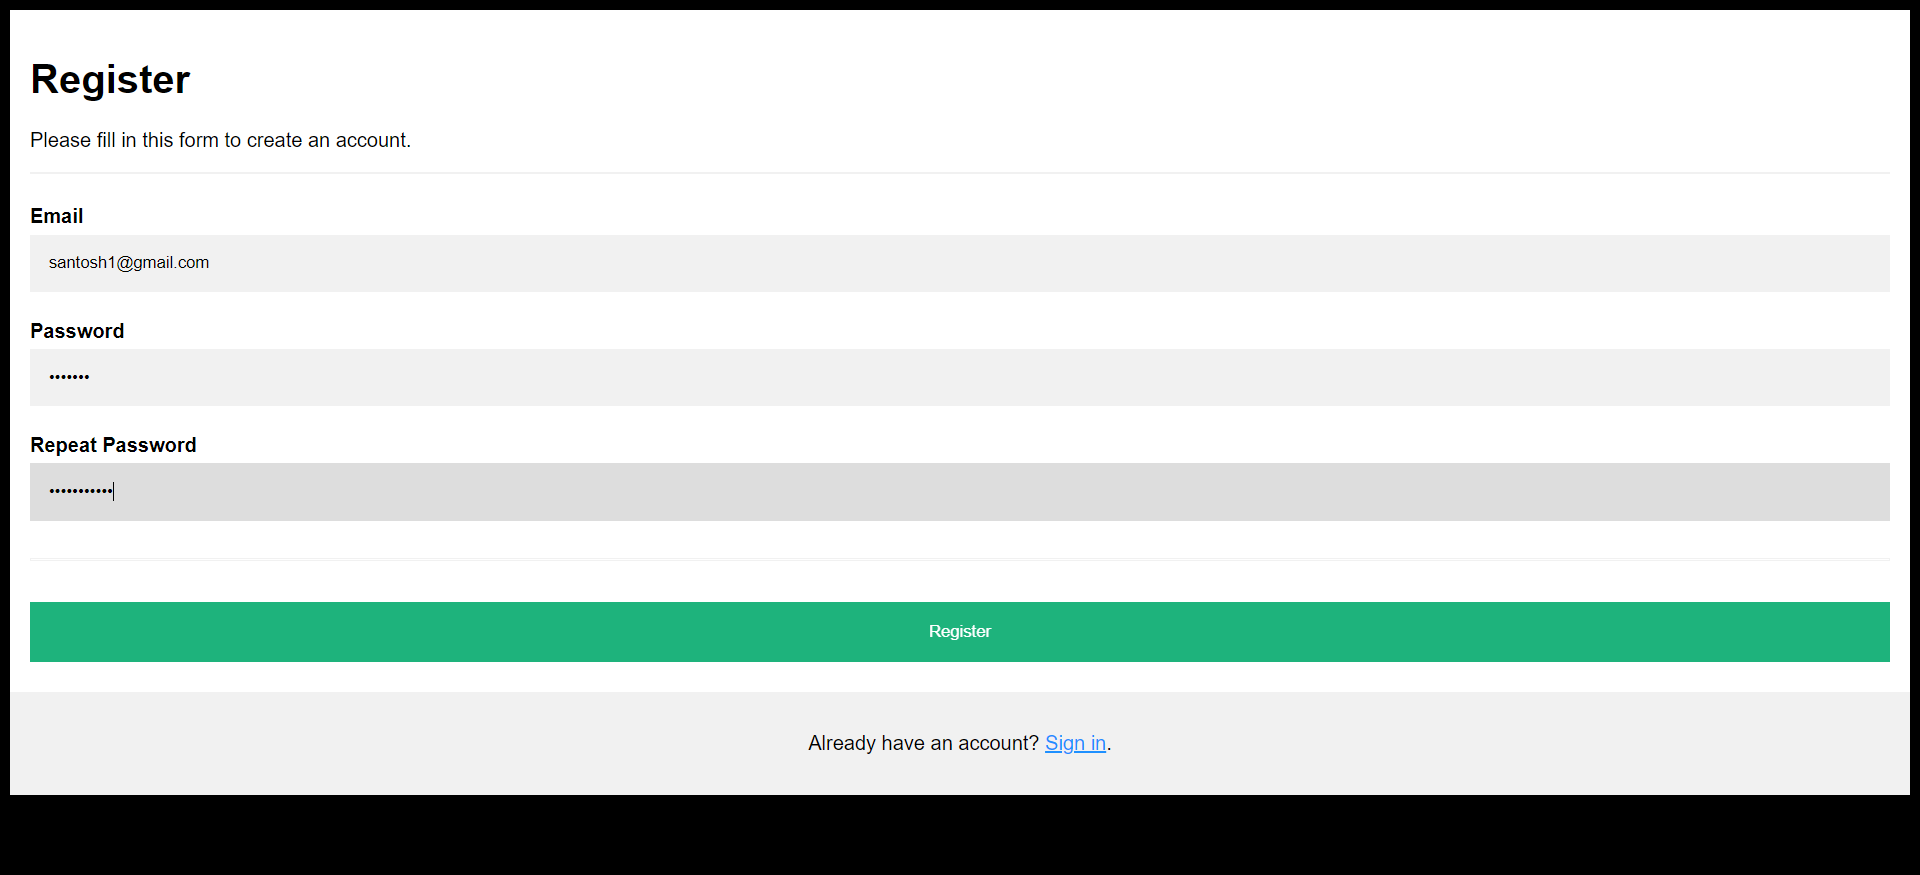 Register
Please fill in this form to create an account.
Email
santosh1@gmail.com
Password
•••••••
Repeat Password
•••••••••••
Register
Already have an account? Sign in.